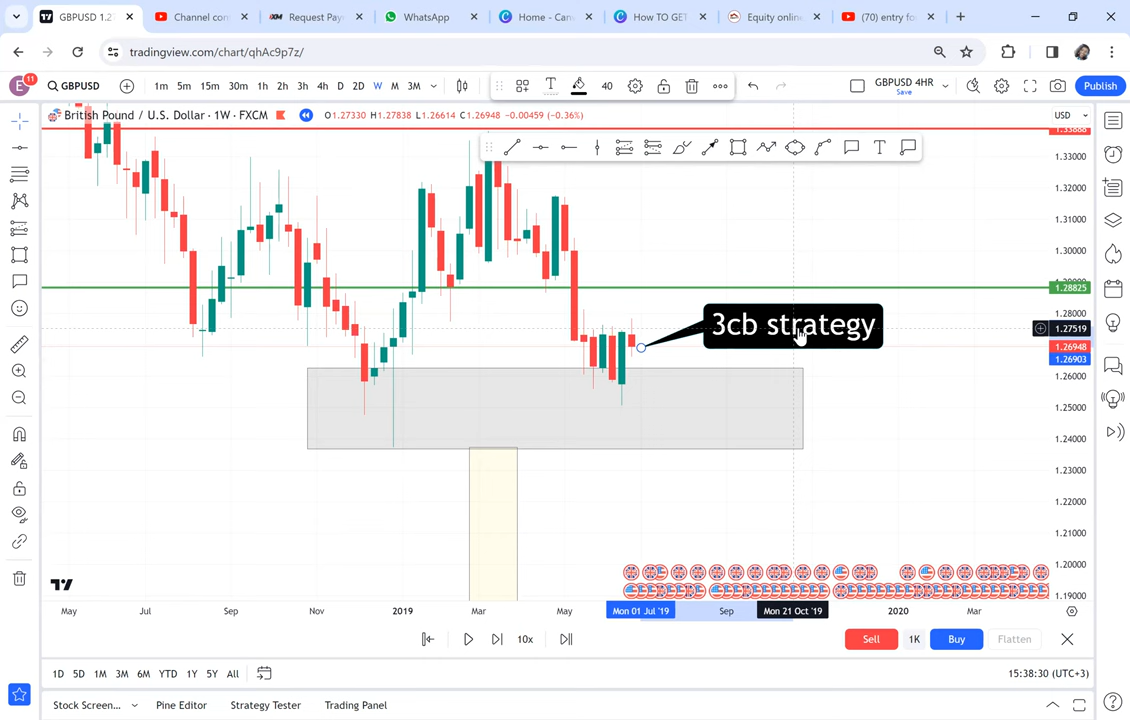 GBPUSD 1.2
Channel con
Request Pay
WhatsApp
Home - Can
How TO GET
Equity online
(70) entry fo
tradingview.com/chart/qhAc9p7z/
E 11 GBPUSD 1m 5m 15m 30m 1h 2h 3h 4h D 2D W M 3M 40 GBPUSD 4HR Save Publish
British Pound / U.S. Dollar · 1W · FXCM O1.27330 H1.27838 L1.26614 C1.26948 −0.00459 (−0.36%) USD
1.33888
1.33000
1.32000
1.31000
1.30000
1.28825
1.28000
3cb strategy
1.27519
1.26948
1.26903
1.26000
1.25000
1.24000
1.23000
1.22000
1.21000
1.20000
1.19000
May Jul Sep Nov 2019 Mar May Mon 01 Jul '19 Sep Mon 21 Oct '19 2020 Mar
10x Sell 1K Buy Flatten
1D 5D 1M 3M 6M YTD 1Y 5Y All 15:38:30 (UTC+3)
Stock Screen... Pine Editor Strategy Tester Trading Panel